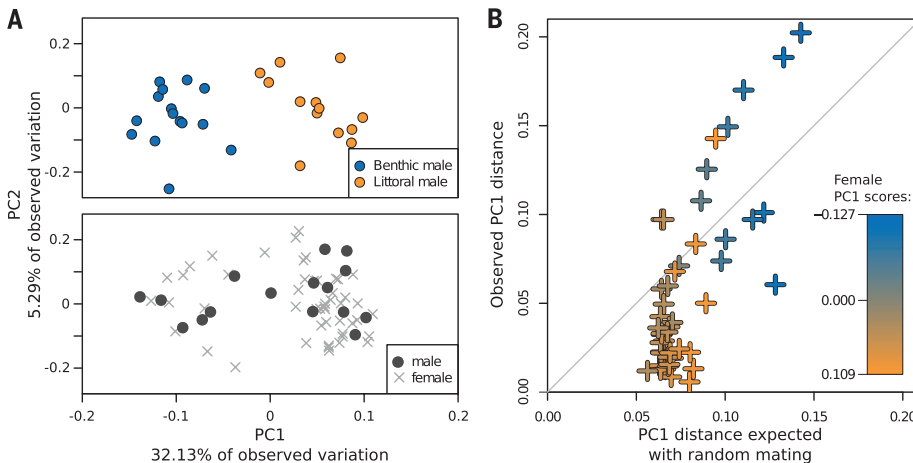 A
0.2
0
-0.2
Benthic male
Littoral male
PC2
5.29% of observed variation
0.2
0
-0.2
male
female
-0.2
-0.1
0
0.1
0.2
PC1
32.13% of observed variation
B
0.20
0.15
0.10
0.05
0.00
Observed PC1 distance
Female
PC1 scores:
-0.127
0.000
0.109
0.00
0.05
0.10
0.15
0.20
PC1 distance expected
with random mating